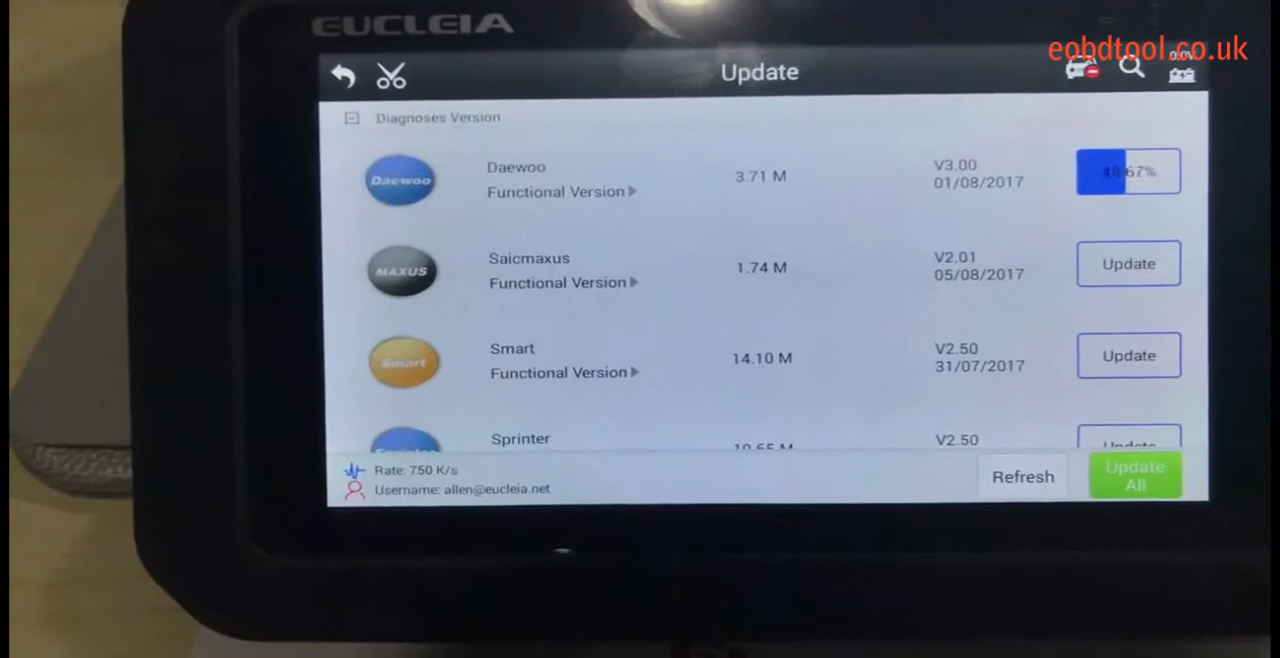 EUCLEIA
eobdtool.co.uk
Update
Diagnoses Version
Daewoo
Daewoo
Functional Version
3.71 M
V3.00
01/08/2017
MAXUS
Saicmaxus
Functional Version
1.74 M
V2.01
05/08/2017
Update
Smart
Smart
Functional Version
14.10 M
V2.50
31/07/2017
Update
Sprinter
V2.50
Update
Rate: 750 K/s
Username: allen@eucleia.net
Refresh
Update
All